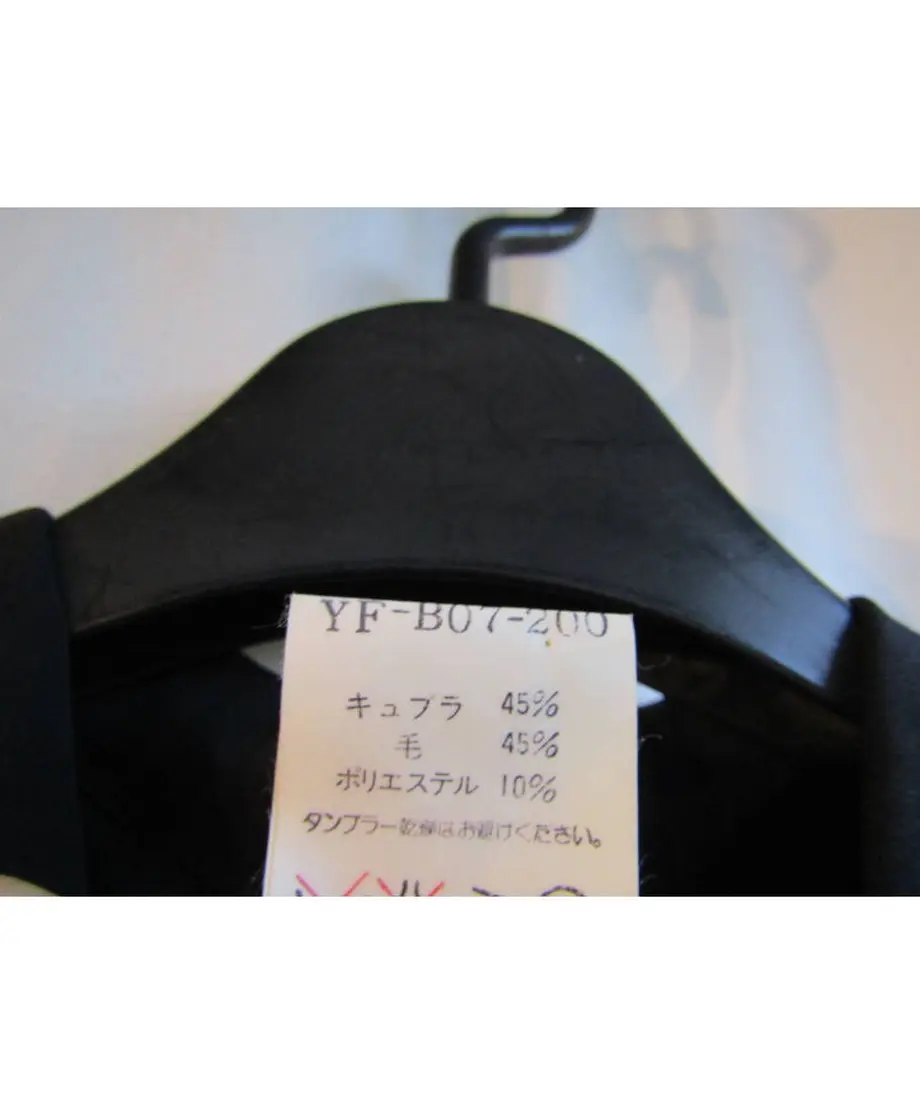 YF-B07-200
キュプラ 45%
毛 45%
ポリエステル 10%
タンブラー乾燥はお避けください。